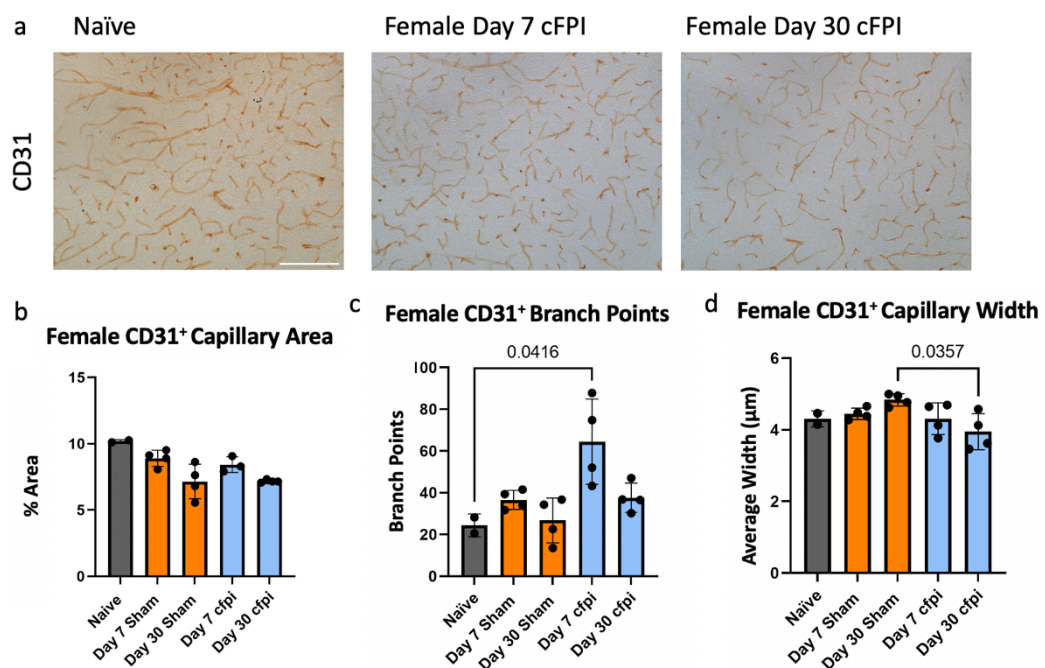 a Naïve Female Day 7 cFPI Female Day 30 cFPI
CD31
b
Female CD31⁺ Capillary Area
% Area
15
10
5
0
Naïve
Day 7 Sham
Day 30 Sham
Day 7 cfpi
Day 30 cfpi
c
Female CD31⁺ Branch Points
0.0416
Branch Points
100
80
60
40
20
0
Naïve
Day 7 Sham
Day 30 Sham
Day 7 cfpi
Day 30 cfpi
d
Female CD31⁺ Capillary Width
0.0357
Average Width (µm)
6
4
2
0
Naïve
Day 7 Sham
Day 30 Sham
Day 7 cfpi
Day 30 cfpi